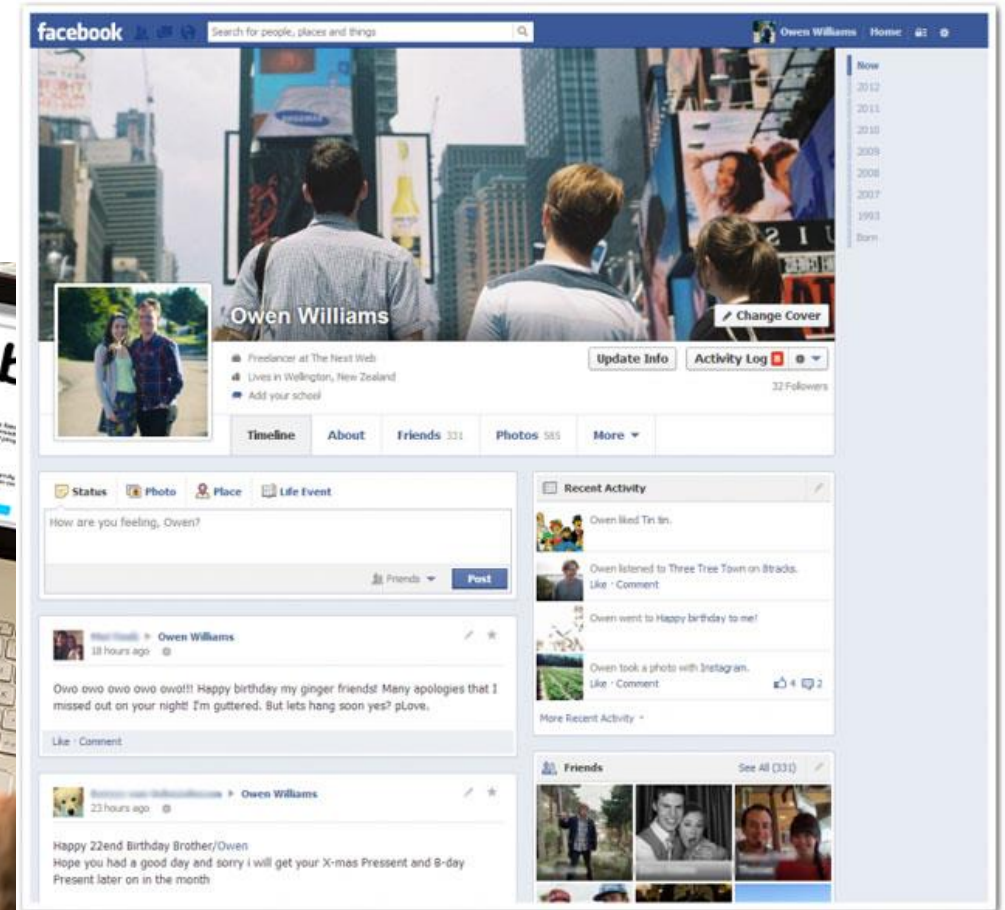 facebook
Search for people, places and things
Owen Williams Home
Now
2012
2011
2010
2009
2008
2007
1993
Born
Owen Williams
Change Cover
Freelancer at The Next Web
Lives in Wellington, New Zealand
Add your school
Update Info
Activity Log
32 Followers
Timeline About Friends 331 Photos 585 More
Status Photo Place Life Event
How are you feeling, Owen?
Friends Post
Owen Williams
18 hours ago
Owo owo owo owo owo!!! Happy birthday my ginger friends! Many apologies that I
missed out on your night! I'm guttered. But lets hang soon yes? pLove.
Like · Comment
Owen Williams
23 hours ago
Happy 22end Birthday Brother/Owen
Hope you had a good day and sorry i will get your X-mas Pressent and B-day
Present later on in the month
Recent Activity
Owen liked Tin tin.
Owen listened to Three Tree Town on 8tracks.
Like · Comment
Owen went to Happy birthday to me!
Owen took a photo with Instagram.
Like · Comment 4 2
More Recent Activity
Friends See All (331)